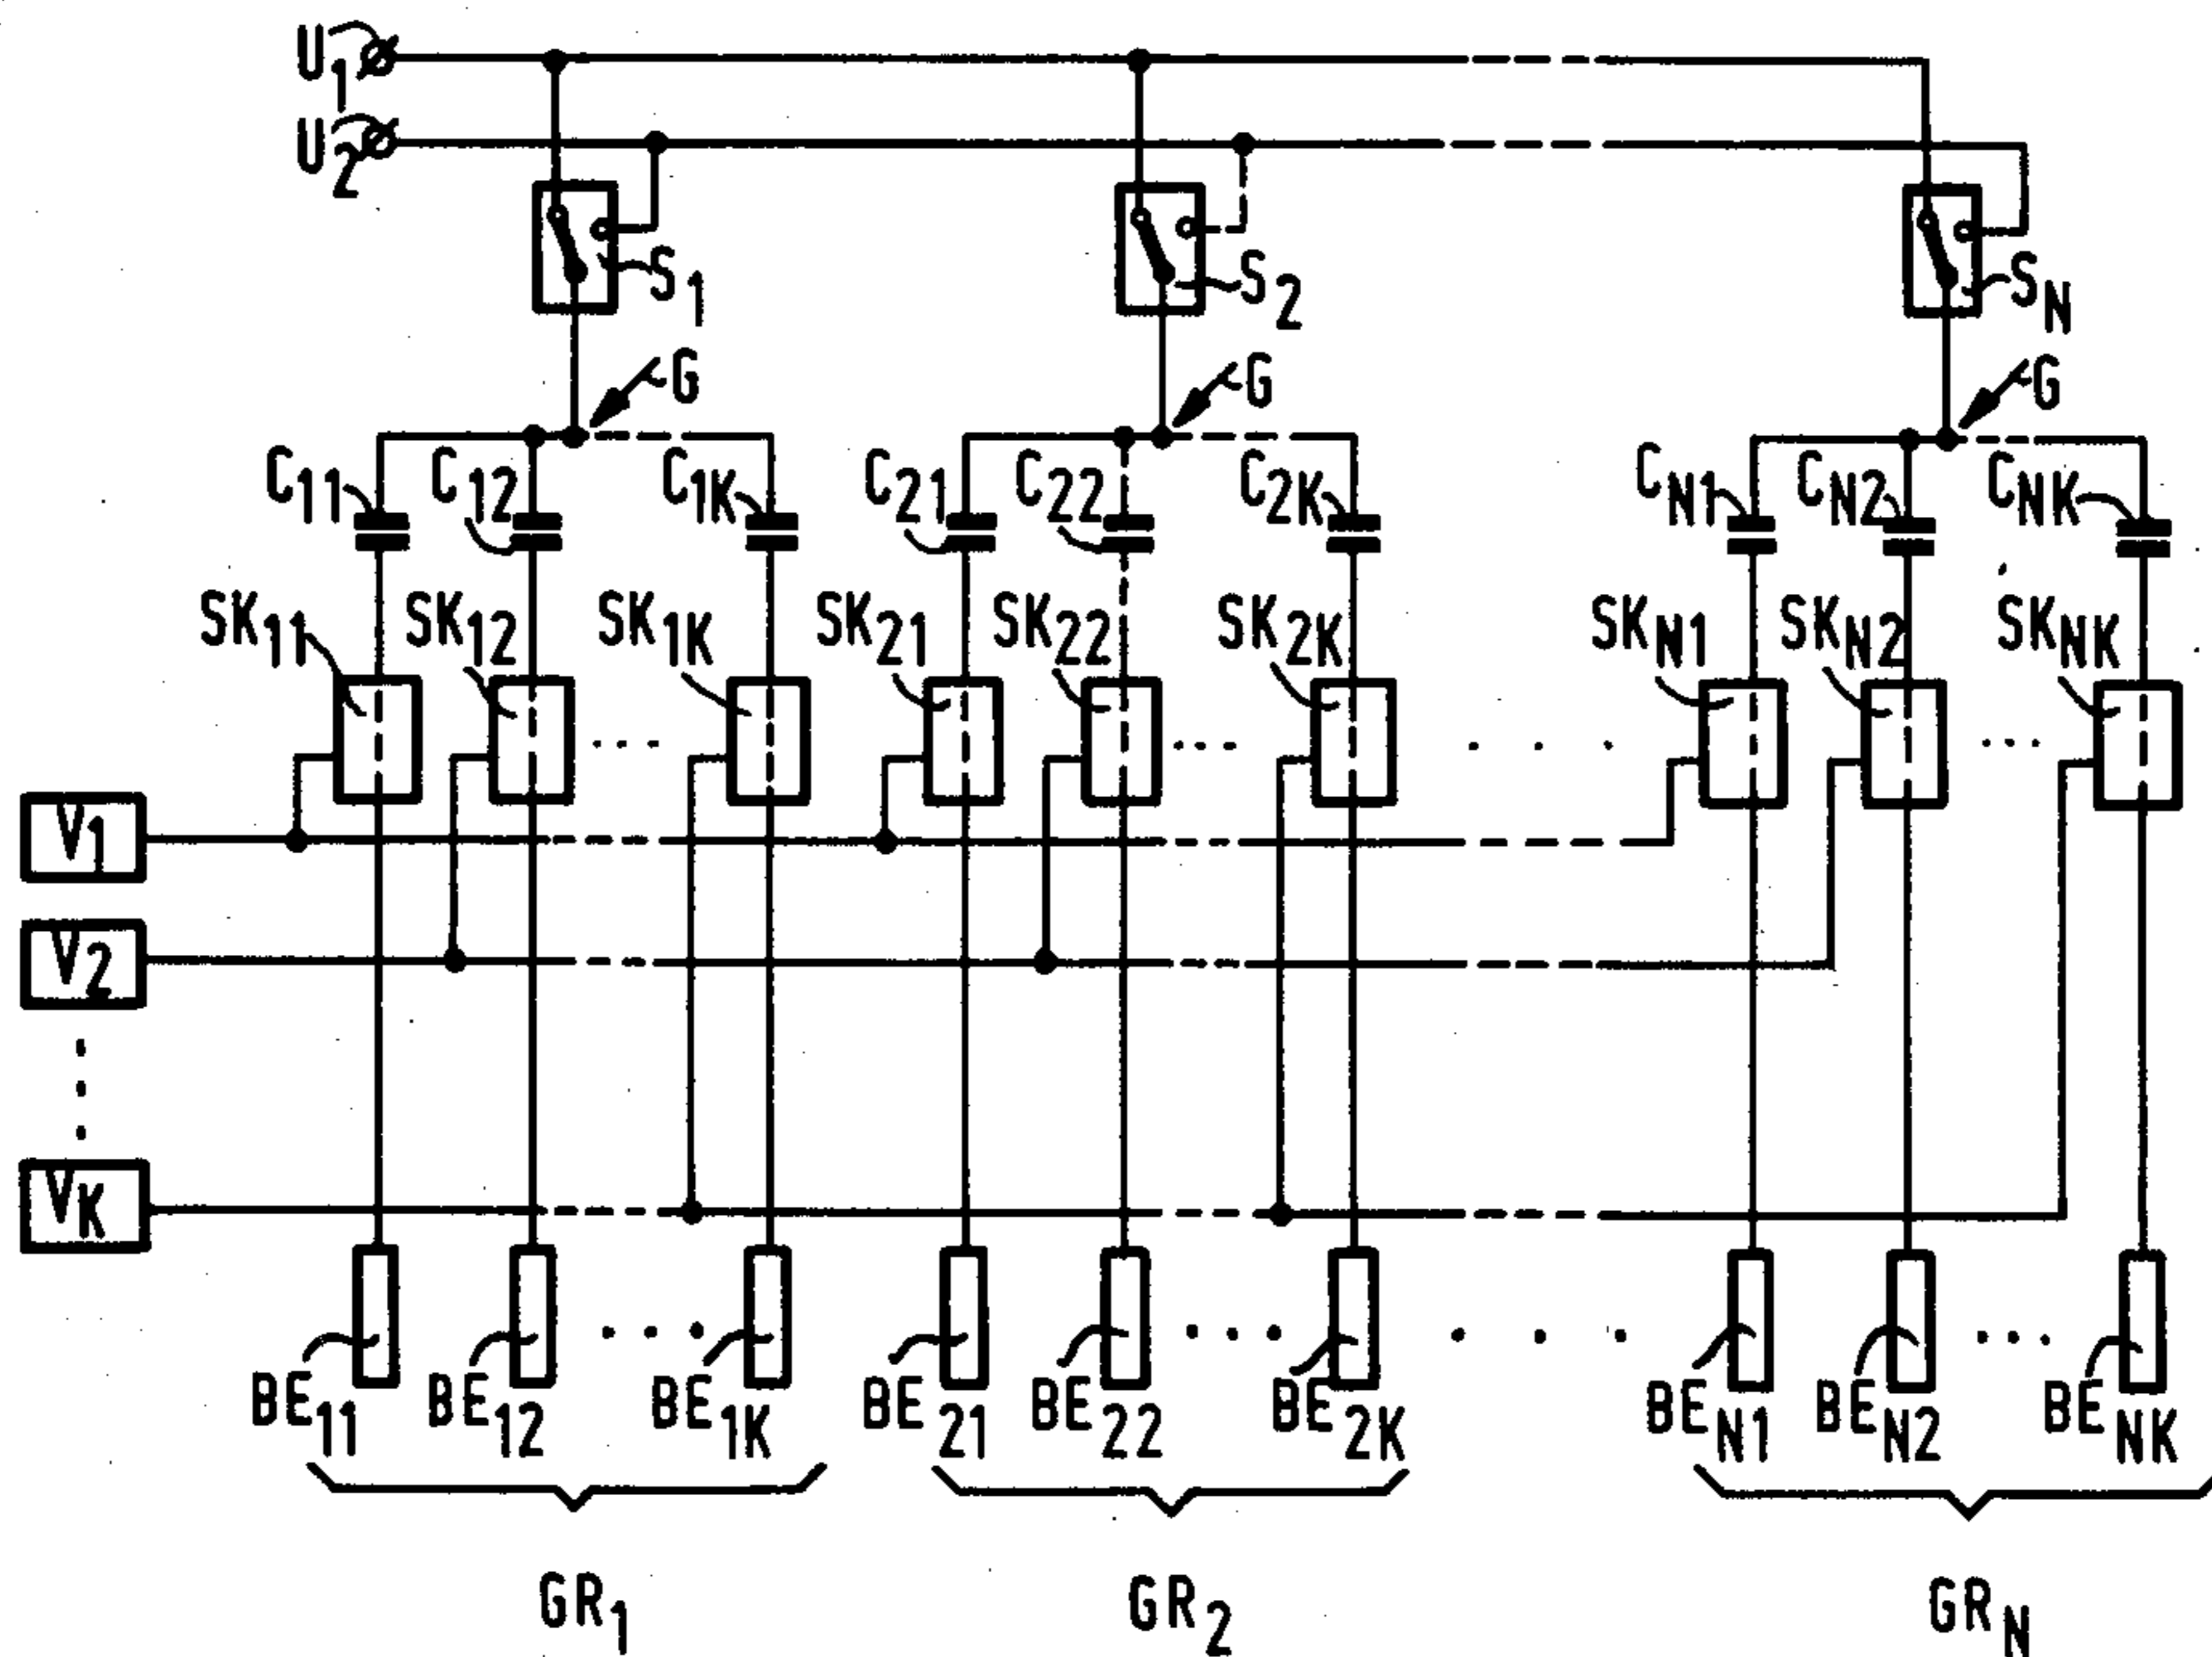 U1
U2
S1 S2 SN
G G G
C11 C12 C1K C21 C22 C2K CN1 CN2 CNK
SK11 SK12 SK1K SK21 SK22 SK2K SKN1 SKN2 SKNK
V1
V2
VK
BE11 BE12 BE1K BE21 BE22 BE2K BEN1 BEN2 BENK
GR1 GR2 GRN